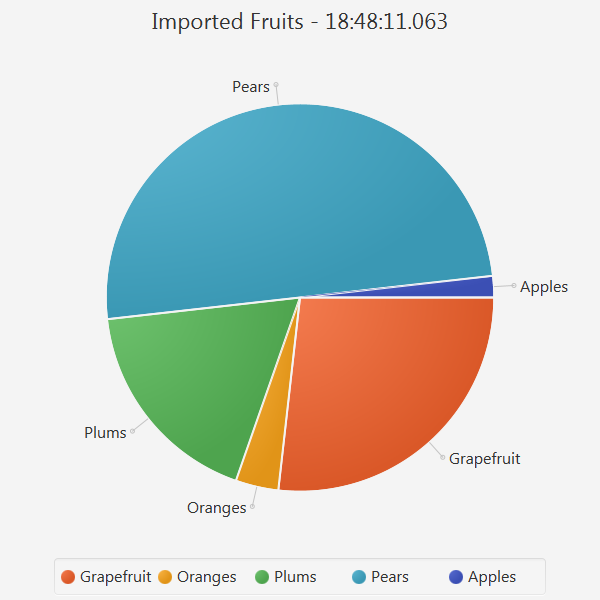 Imported Fruits - 18:48:11.063
Pears
Apples
Plums
Grapefruit
Oranges
Grapefruit Oranges Plums Pears Apples